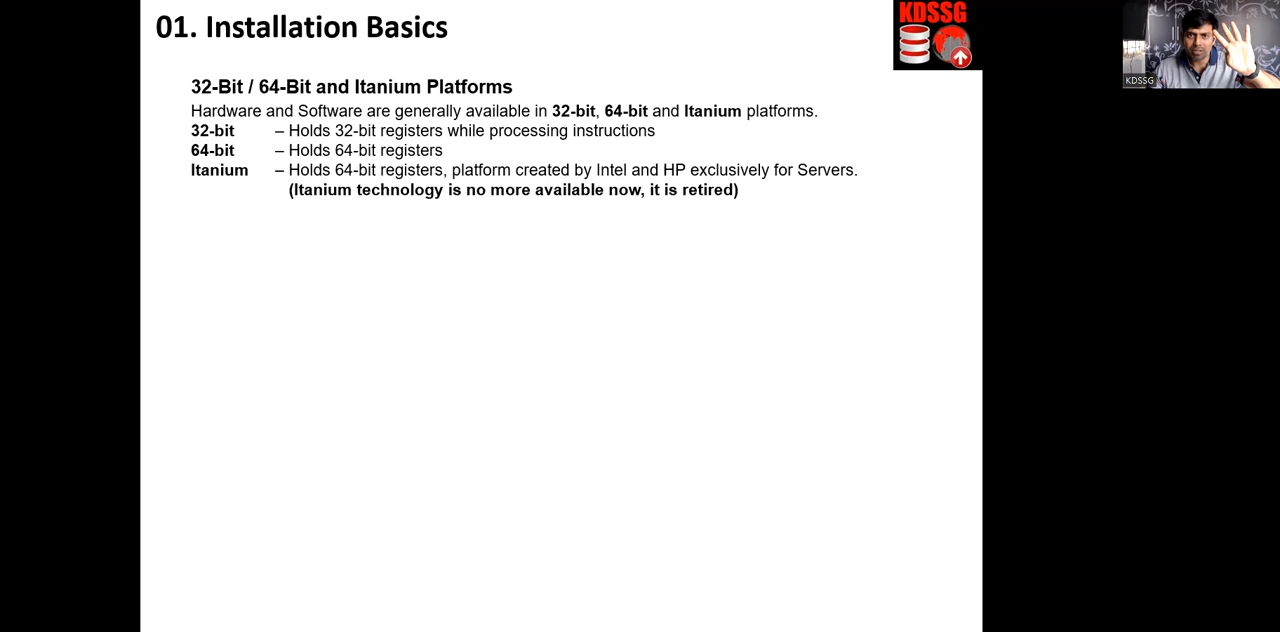 01. Installation Basics
KDSSG
KDSSG
32-Bit / 64-Bit and Itanium Platforms
Hardware and Software are generally available in 32-bit, 64-bit and Itanium platforms.
32-bit – Holds 32-bit registers while processing instructions
64-bit – Holds 64-bit registers
Itanium – Holds 64-bit registers, platform created by Intel and HP exclusively for Servers.
(Itanium technology is no more available now, it is retired)